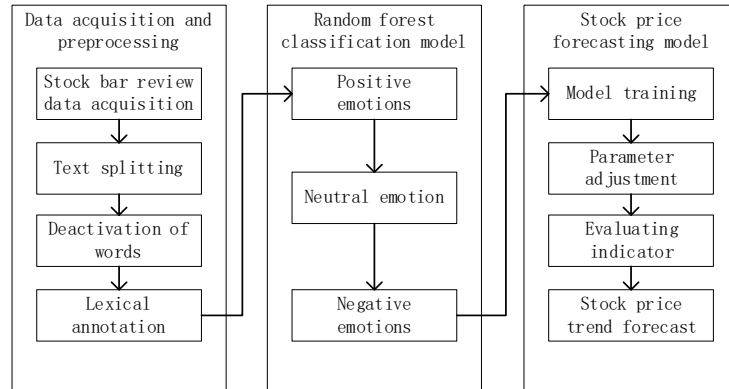 Data acquisition and
preprocessing
Stock bar review
data acquisition
Text splitting
Deactivation of
words
Lexical
annotation
Random forest
classification model
Positive
emotions
Neutral emotion
Negative
emotions
Stock price
forecasting model
Model training
Parameter
adjustment
Evaluating
indicator
Stock price
trend forecast